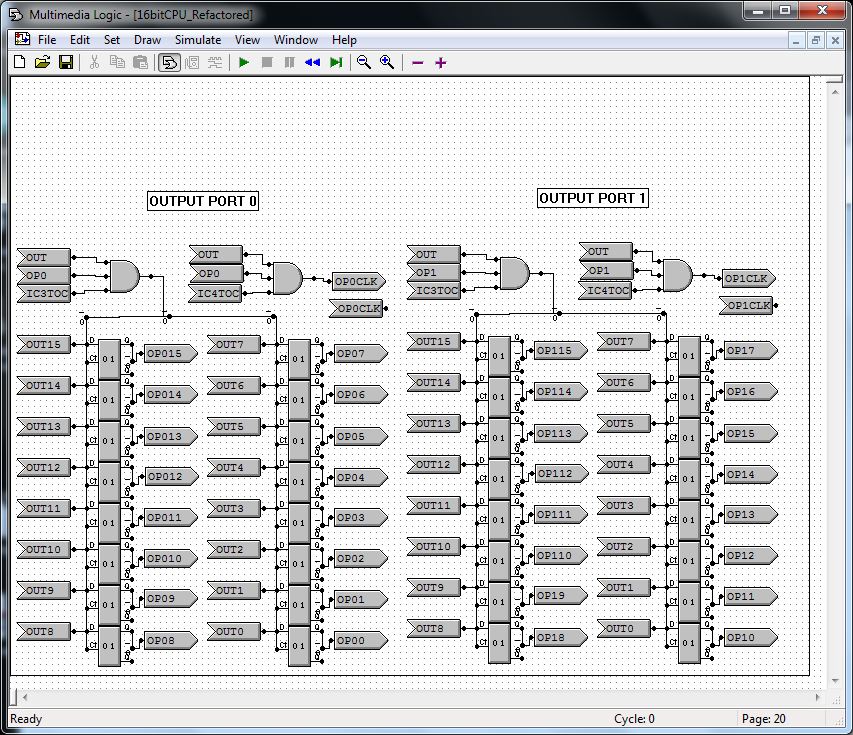 Multimedia Logic - [16bitCPU_Refactored]
File Edit Set Draw Simulate View Window Help
OUTPUT PORT 0 OUTPUT PORT 1
OUT OUT OUT OUT
OP0 OP0 OP1 OP1
IC3TOC IC4TOC OP0CLK IC3TOC IC4TOC OP1CLK
OP0CLK OP1CLK
OUT15 OP015 OUT7 OP07 OUT15 OP115 OUT7 OP17
OUT14 OP014 OUT6 OP06 OUT14 OP114 OUT6 OP16
OUT13 OP013 OUT5 OP05 OUT13 OP113 OUT5 OP15
OUT12 OP012 OUT4 OP04 OUT12 OP112 OUT4 OP14
OUT11 OP011 OUT3 OP03 OUT11 OP111 OUT3 OP13
OUT10 OP010 OUT2 OP02 OUT10 OP110 OUT2 OP12
OUT9 OP09 OUT1 OP01 OUT9 OP19 OUT1 OP11
OUT8 OP08 OUT0 OP00 OUT8 OP18 OUT0 OP10
Ready Cycle: 0 Page: 20